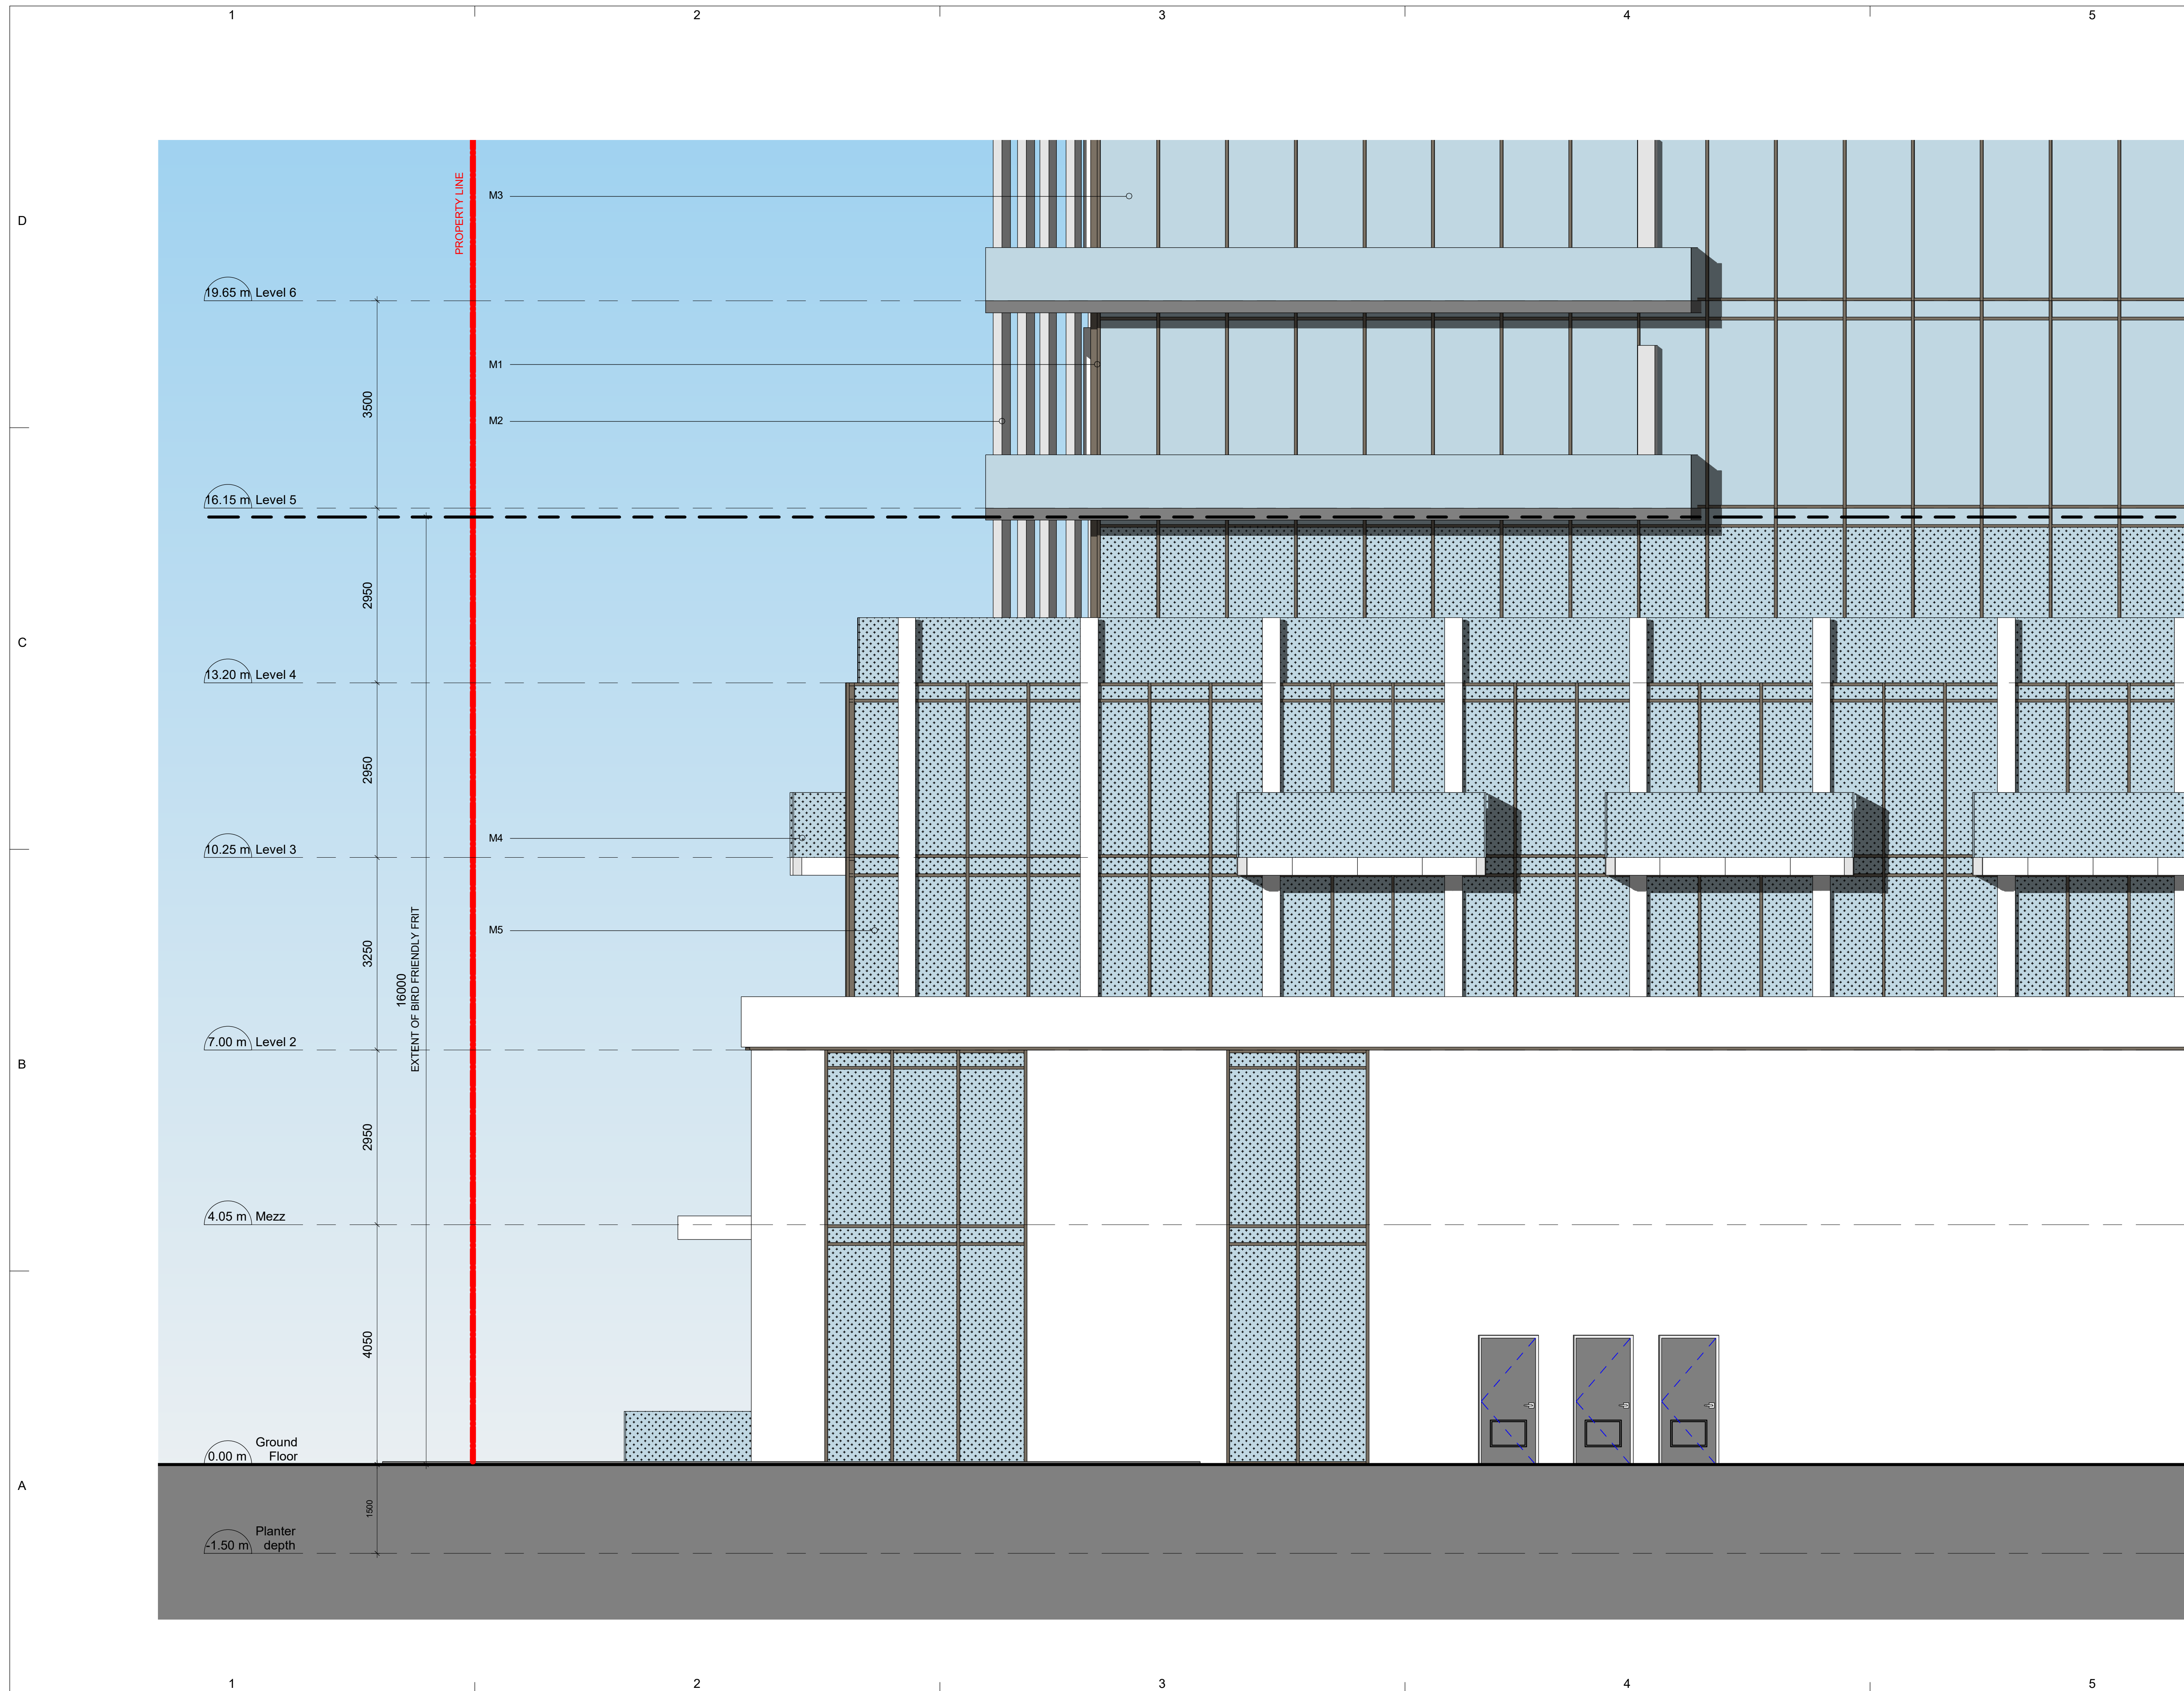 1 2 3 4 5
D
PROPERTY LINE
M3
19.65 m Level 6
M1
3500
M2
16.15 m Level 5
2950
C
13.20 m Level 4
2950
M4
10.25 m Level 3
M5
3250
16000
EXTENT OF BIRD FRIENDLY FRIT
7.00 m Level 2
B
2950
4.05 m Mezz
4050
Ground
0.00 m Floor
A
1500
Planter
-1.50 m depth
1 2 3 4 5